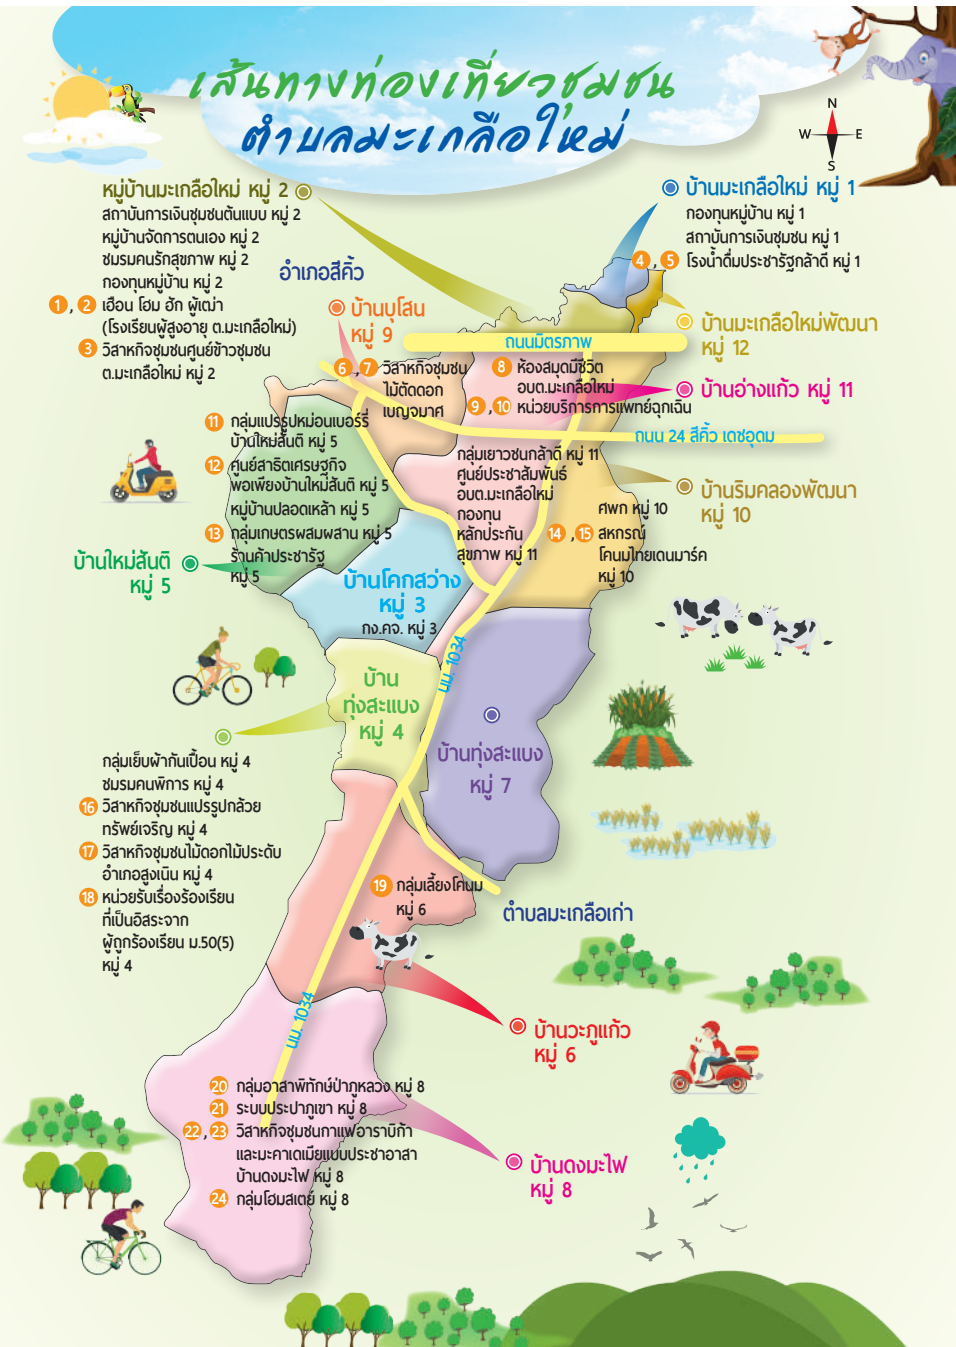 เส้นทางท่องเที่ยวชุมชน
ตำบลมะเกลือใหม่
N
W E
S
หมู่บ้านมะเกลือใหม่ หมู่ 2
สถาบันการเงินชุมชนต้นแบบ หมู่ 2
หมู่บ้านจัดการตนเอง หมู่ 2
ชมรมคนรักสุขภาพ หมู่ 2
กองทุนหมู่บ้าน หมู่ 2
1 , 2 เฮือน โฮม ฮัก ผู้เฒ่า
(โรงเรียนผู้สูงอายุ ต.มะเกลือใหม่)
3 วิสาหกิจชุมชนศูนย์ข้าวชุมชน
ต.มะเกลือใหม่ หมู่ 2
อำเภอสีคิ้ว
บ้านมะเกลือใหม่ หมู่ 1
กองทุนหมู่บ้าน หมู่ 1
สถาบันการเงินชุมชน หมู่ 1
4 , 5 โรงน้ำดื่มประชารัฐกล้าดี หมู่ 1
บ้านบุโสน
หมู่ 9
6 , 7 วิสาหกิจชุมชน
ไม้ตัดดอก
เบญจมาศ
ถนนมิตรภาพ
บ้านมะเกลือใหม่พัฒนา
หมู่ 12
8 ห้องสมุดมีชีวิต
อบต.มะเกลือใหม่
9 , 10 หน่วยบริการการแพทย์ฉุกเฉิน
บ้านอ่างแก้ว หมู่ 11
ถนน 24 สีคิ้ว เดชอุดม
11 กลุ่มแปรรูปหม่อนเบอร์รี่
บ้านใหม่สันติ หมู่ 5
12 ศูนย์สาธิตเศรษฐกิจ
พอเพียงบ้านใหม่สันติ หมู่ 5
หมู่บ้านปลอดเหล้า หมู่ 5
13 กลุ่มเกษตรผสมผสาน หมู่ 5
ร้านค้าประชารัฐ
หมู่ 5
บ้านใหม่สันติ
หมู่ 5
กลุ่มเยาวชนกล้าดี หมู่ 11
ศูนย์ประชาสัมพันธ์
อบต.มะเกลือใหม่
กองทุน
หลักประกัน
สุขภาพ หมู่ 11
บ้านริมคลองพัฒนา
หมู่ 10
ศพก หมู่ 10
14 , 15 สหกรณ์
โคนมไทยเดนมาร์ค
หมู่ 10
บ้านโคกสว่าง
หมู่ 3
กง.คจ. หมู่ 3
นม. 1034
บ้าน
ทุ่งสะแบง
หมู่ 4
บ้านทุ่งสะแบง
หมู่ 7
กลุ่มเย็บผ้ากันเปื้อน หมู่ 4
ชมรมคนพิการ หมู่ 4
16 วิสาหกิจชุมชนแปรรูปกล้วย
ทรัพย์เจริญ หมู่ 4
17 วิสาหกิจชุมชนไม้ดอกไม้ประดับ
อำเภอสูงเนิน หมู่ 4
18 หน่วยรับเรื่องร้องเรียน
ที่เป็นอิสระจาก
ผู้ถูกร้องเรียน ม.50(5)
หมู่ 4
19 กลุ่มเลี้ยงโคนม
หมู่ 6
ตำบลมะเกลือเก่า
นม. 1034
บ้านวะภูแก้ว
หมู่ 6
20 กลุ่มอาสาพิทักษ์ป่าภูหลวง หมู่ 8
21 ระบบประปาภูเขา หมู่ 8
22 , 23 วิสาหกิจชุมชนกาแฟอาราบิก้า
และมะคาเดเมียแบบประชาอาสา
บ้านดงมะไฟ หมู่ 8
24 กลุ่มโฮมสเตย์ หมู่ 8
บ้านดงมะไฟ
หมู่ 8